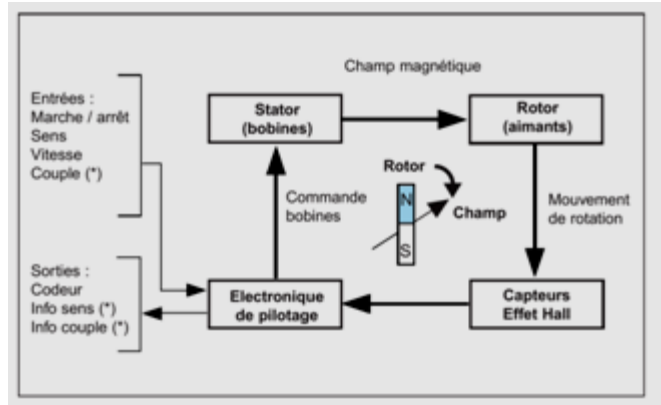 Champ magnétique
Entrées :
Marche / arrêt
Sens
Vitesse
Couple (*)
Stator
(bobines)
Rotor
(aimants)
Rotor
N
S
Champ
Commande
bobines
Mouvement
de rotation
Sorties :
Codeur
Info sens (*)
Info couple (*)
Electronique
de pilotage
Capteurs
Effet Hall